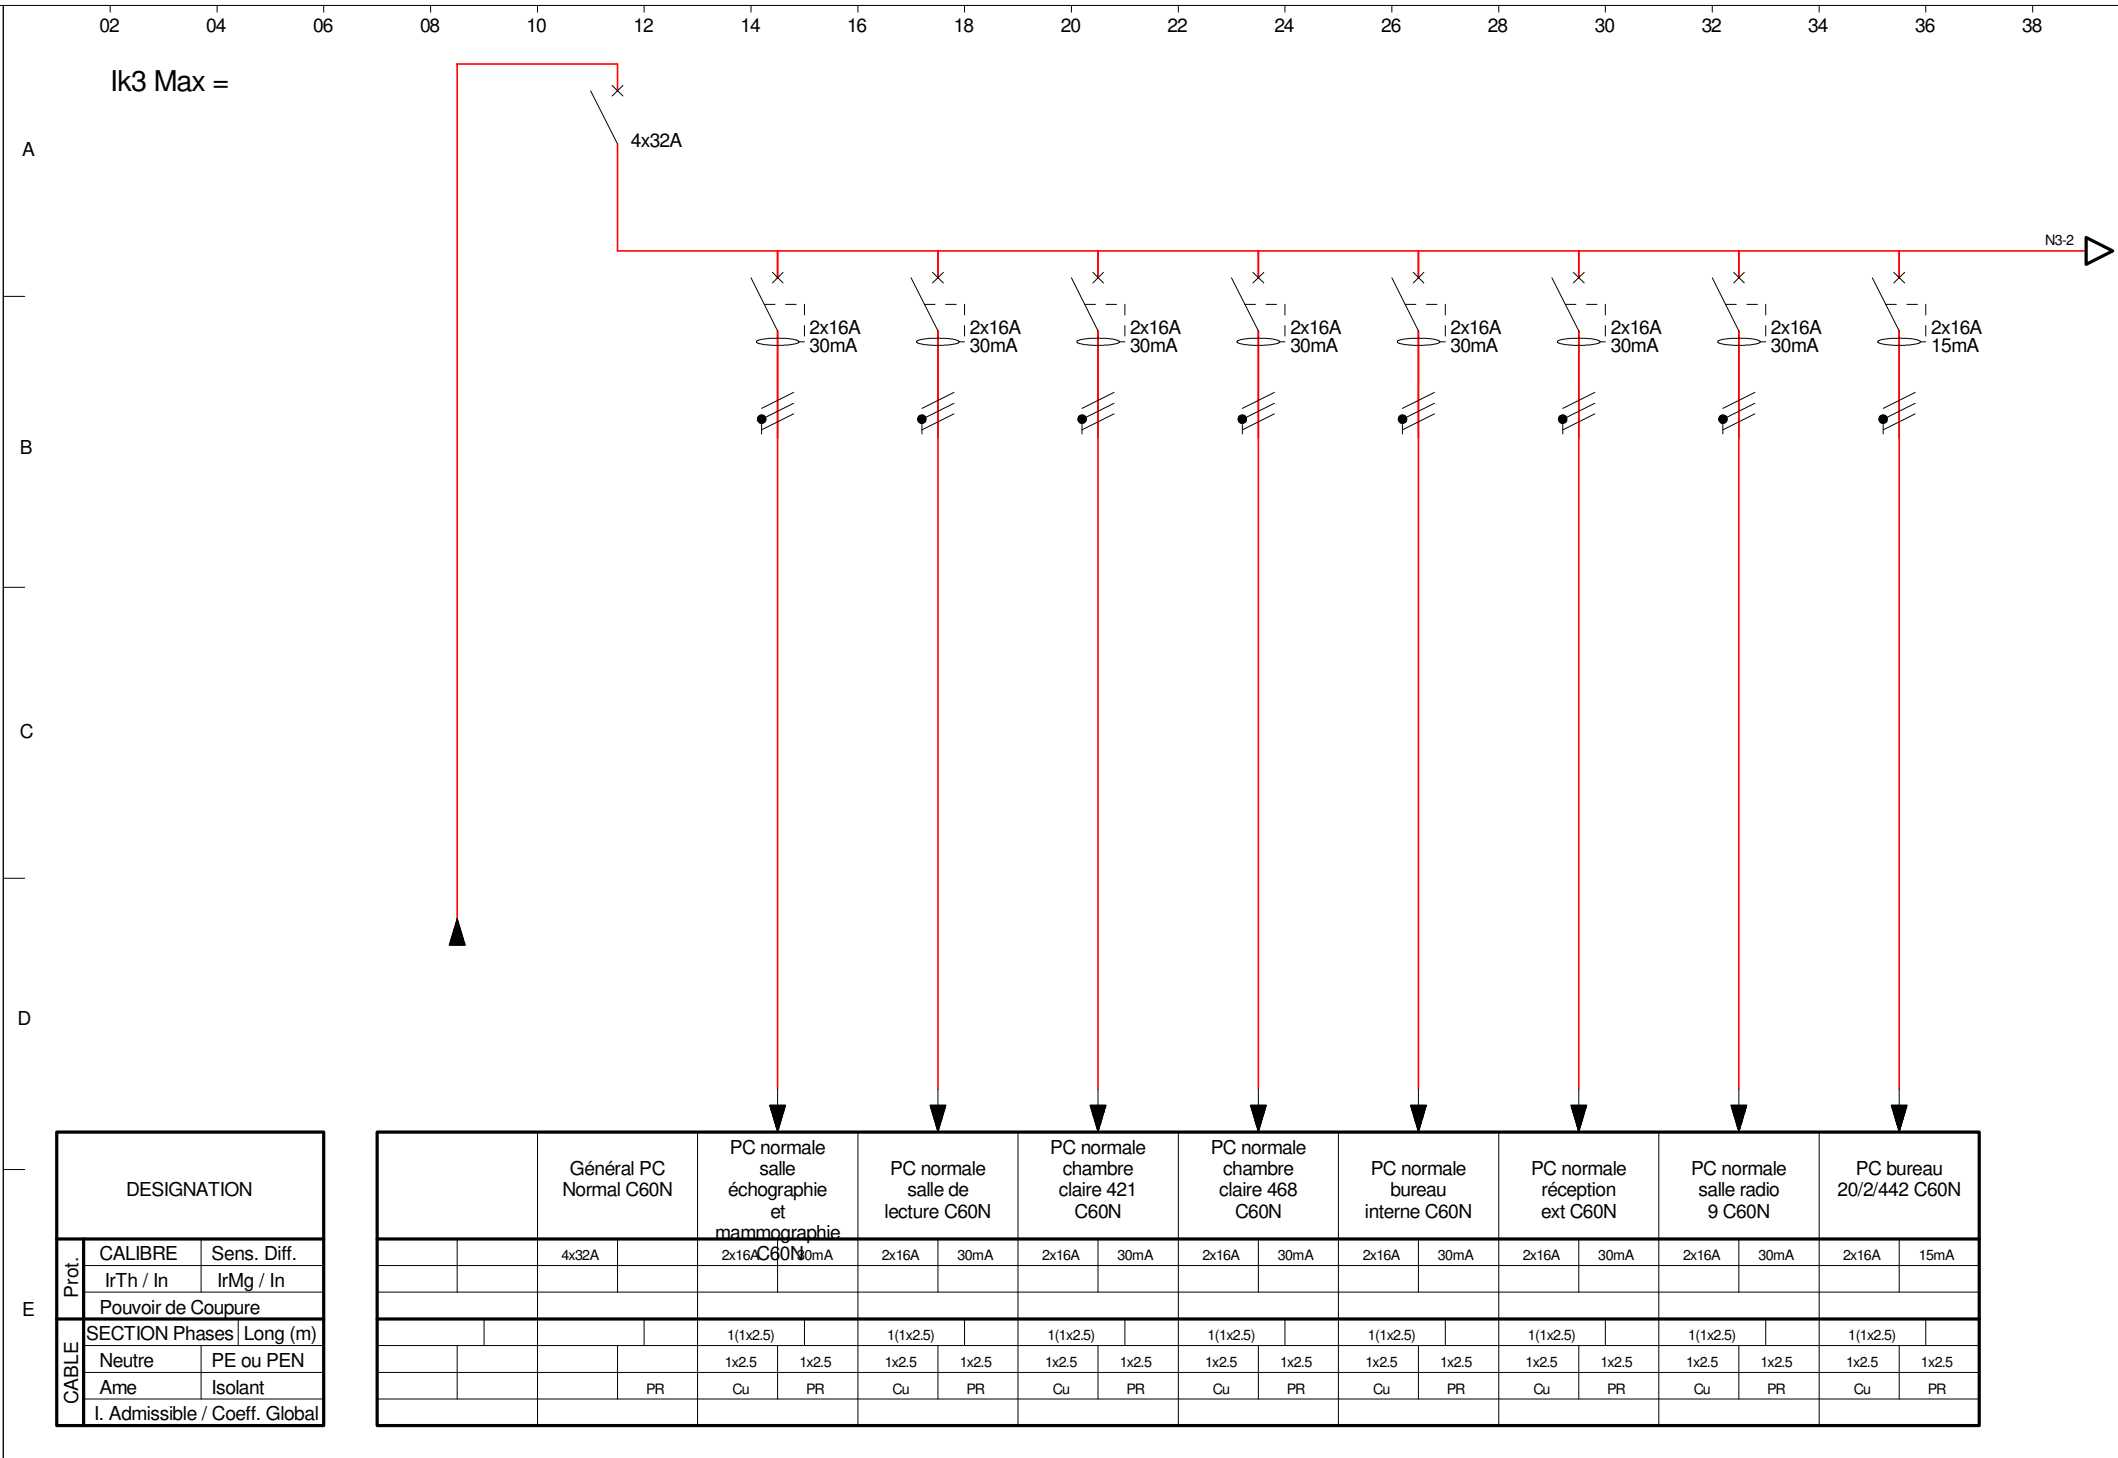 02 04 06 08 10 12 14 16 18 20 22 24 26 28 30 32 34 36 38
Ik3 Max =
A
4x32A
N3-2
2x16A 2x16A 2x16A 2x16A 2x16A 2x16A 2x16A 2x16A
30mA 30mA 30mA 30mA 30mA 30mA 30mA 15mA
B
C
D
E
DESIGNATION
Général PC
Normal C60N
PC normale
salle
échographie
et
mammographie
C60N
PC normale
salle de
lecture C60N
PC normale
chambre
claire 421
C60N
PC normale
chambre
claire 468
C60N
PC normale
bureau
interne C60N
PC normale
réception
ext C60N
PC normale
salle radio
9 C60N
PC bureau
20/2/442 C60N
Prot.
CALIBRE Sens. Diff. 4x32A 2x16A 30mA 2x16A 30mA 2x16A 30mA 2x16A 30mA 2x16A 30mA 2x16A 30mA 2x16A 30mA 2x16A 15mA
IrTh / In IrMg / In
Pouvoir de Coupure
CABLE
SECTION Phases Long (m) 1(1x2.5) 1(1x2.5) 1(1x2.5) 1(1x2.5) 1(1x2.5) 1(1x2.5) 1(1x2.5) 1(1x2.5)
Neutre PE ou PEN 1x2.5 1x2.5 1x2.5 1x2.5 1x2.5 1x2.5 1x2.5 1x2.5 1x2.5 1x2.5 1x2.5 1x2.5 1x2.5 1x2.5 1x2.5 1x2.5
Ame Isolant PR Cu PR Cu PR Cu PR Cu PR Cu PR Cu PR Cu PR Cu PR
I. Admissible / Coeff. Global